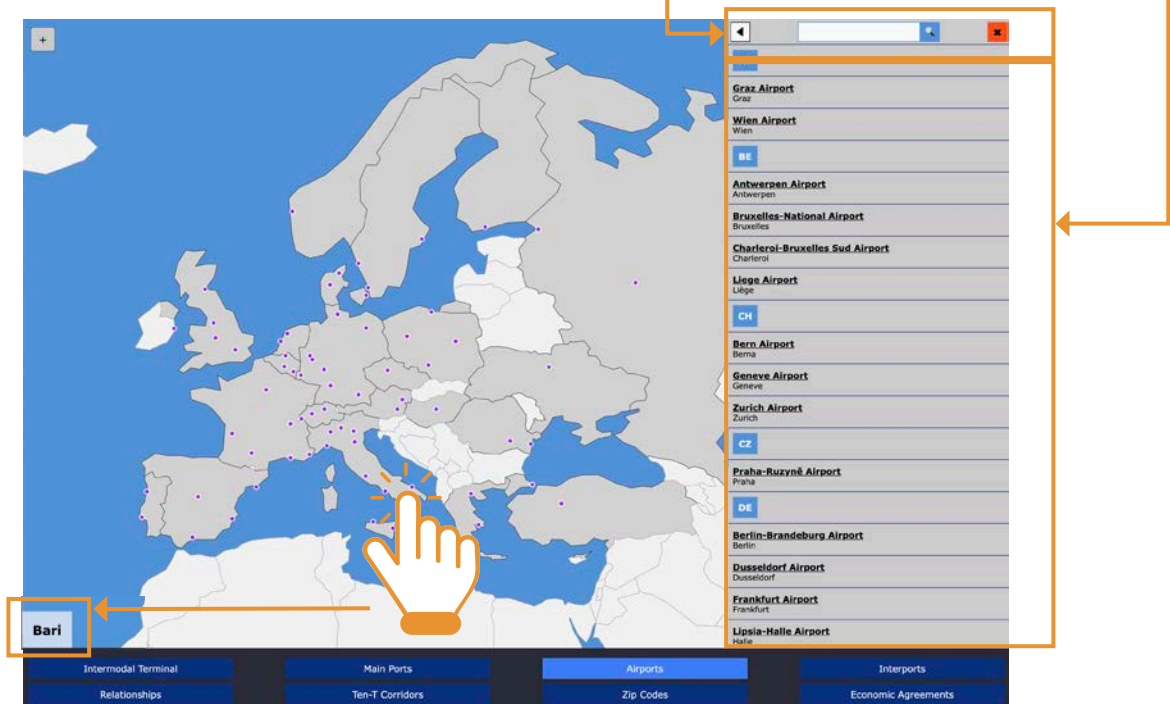 +
Graz Airport
Graz
Wien Airport
Wien
BE
Antwerpen Airport
Antwerpen
Bruxelles-National Airport
Bruxelles
Charleroi-Bruxelles Sud Airport
Charleroi
Liege Airport
Liège
CH
Bern Airport
Berna
Geneve Airport
Geneve
Zurich Airport
Zurich
CZ
Praha-Ruzyně Airport
Praha
DE
Berlin-Brandeburg Airport
Berlin
Dusseldorf Airport
Dusseldorf
Frankfurt Airport
Frankfurt
Lipsia-Halle Airport
Halle
Bari
Intermodal Terminal
Main Ports
Airports
Interports
Relationships
Ten-T Corridors
Zip Codes
Economic Agreements